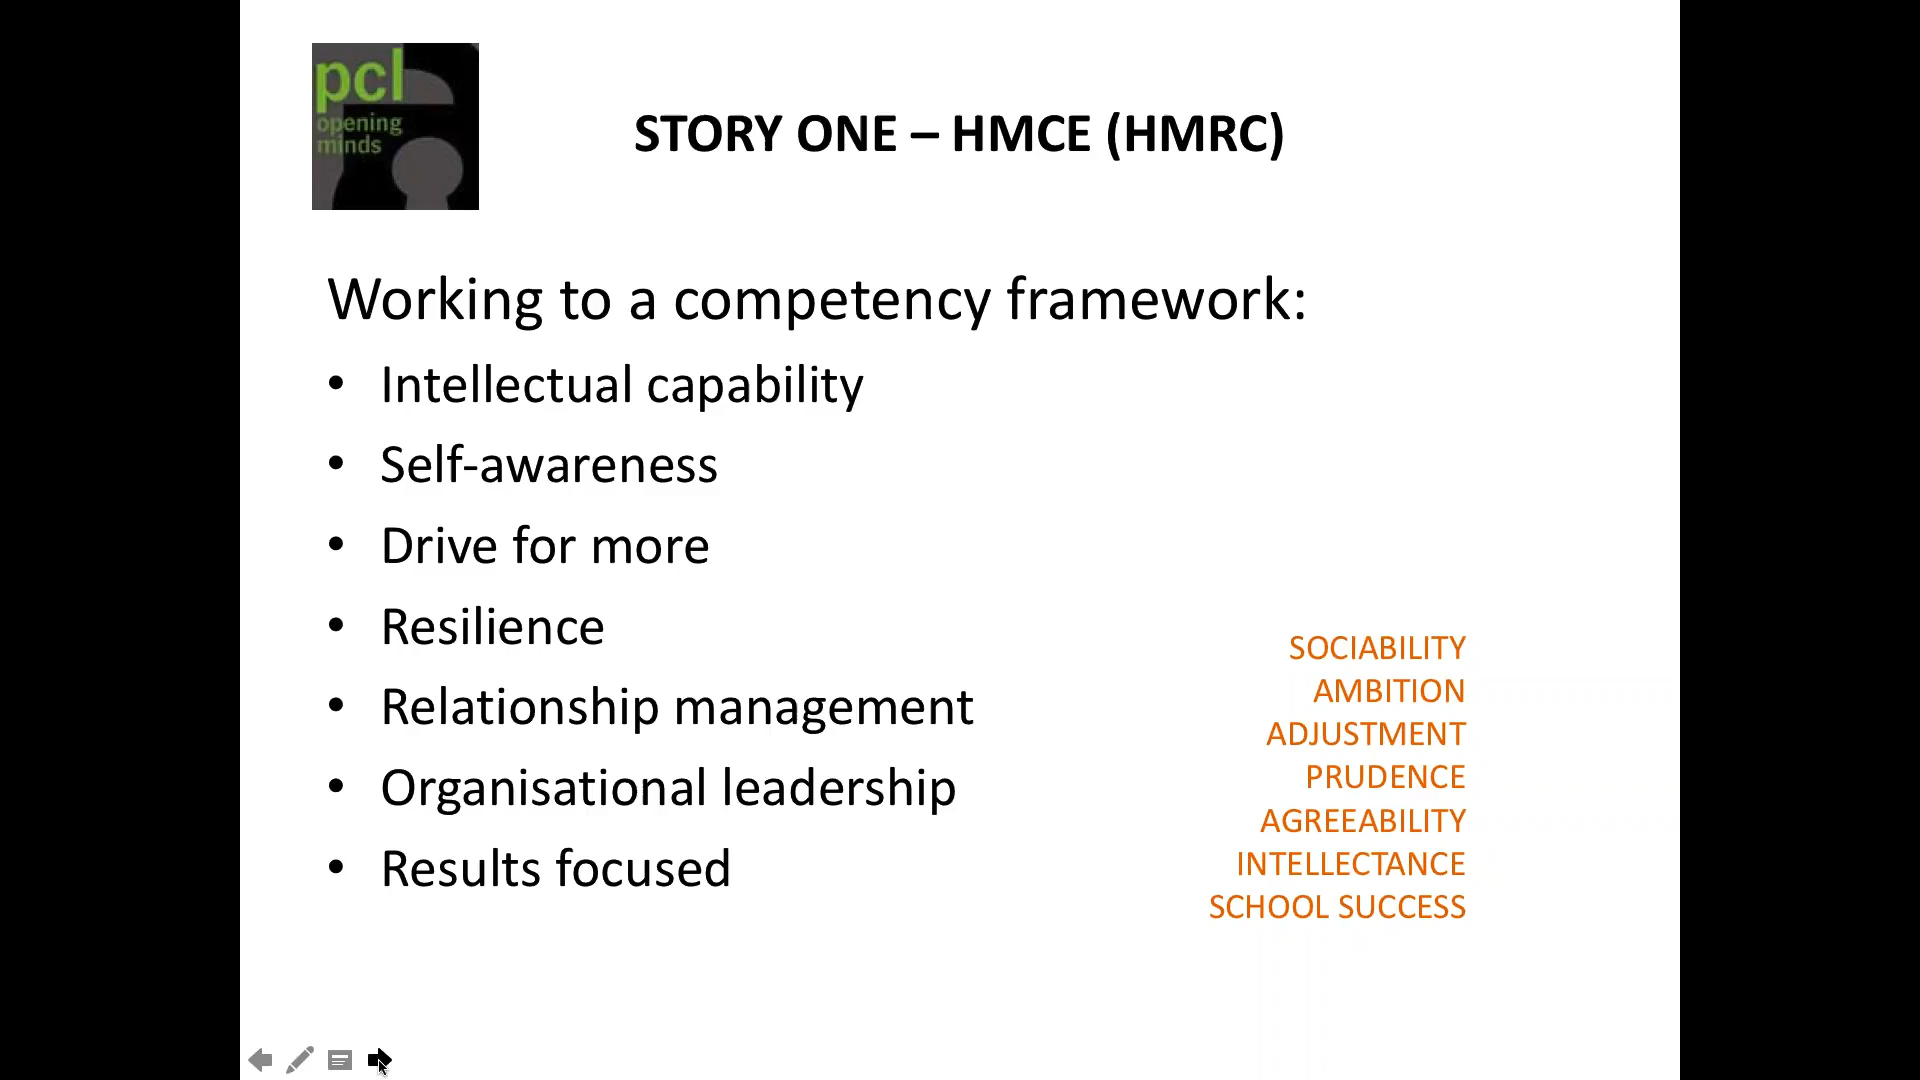 pcl
opening
minds
STORY ONE – HMCE (HMRC)
Working to a competency framework:
• Intellectual capability
• Self-awareness
• Drive for more
• Resilience
• Relationship management
• Organisational leadership
• Results focused
SOCIABILITY
AMBITION
ADJUSTMENT
PRUDENCE
AGREEABILITY
INTELLECTANCE
SCHOOL SUCCESS